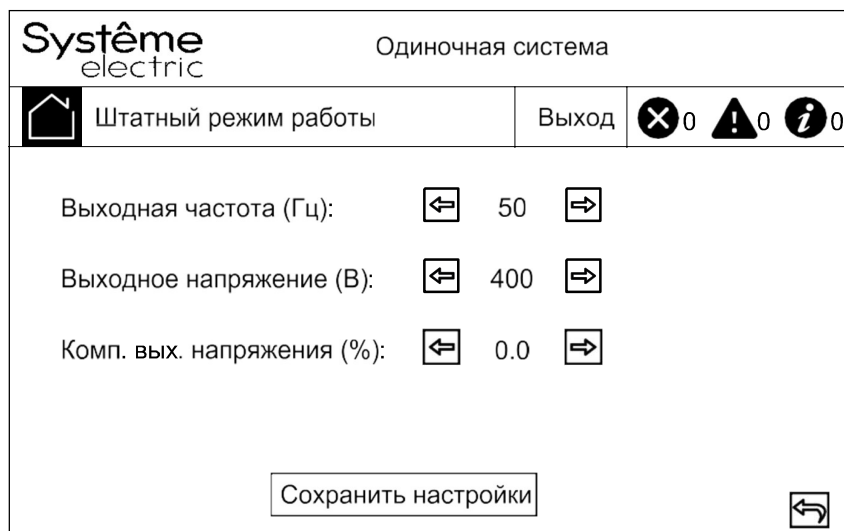 Systême
electric
Одиночная система
Штатный режим работы
Выход
0
0
0
Выходная частота (Гц): 50
Выходное напряжение (В): 400
Комп. вых. напряжения (%): 0.0
Сохранить настройки